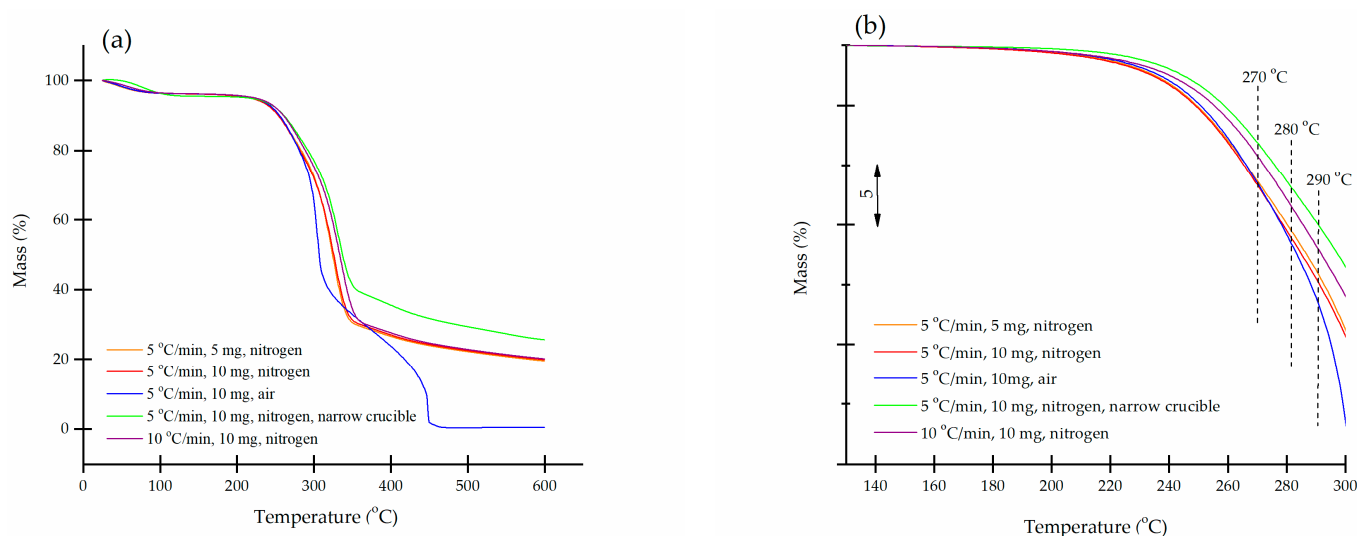 (a)
100
80
60
40
20
0
Mass (%)
5 °C/min, 5 mg, nitrogen
5 °C/min, 10 mg, nitrogen
5 °C/min, 10 mg, air
5 °C/min, 10 mg, nitrogen, narrow crucible
10 °C/min, 10 mg, nitrogen
0 100 200 300 400 500 600
Temperature (°C)
(b)
270 °C
280 °C
290 °C
5
Mass (%)
5 °C/min, 5 mg, nitrogen
5 °C/min, 10 mg, nitrogen
5 °C/min, 10mg, air
5 °C/min, 10 mg, nitrogen, narrow crucible
10 °C/min, 10 mg, nitrogen
140 160 180 200 220 240 260 280 300
Temperature (°C)